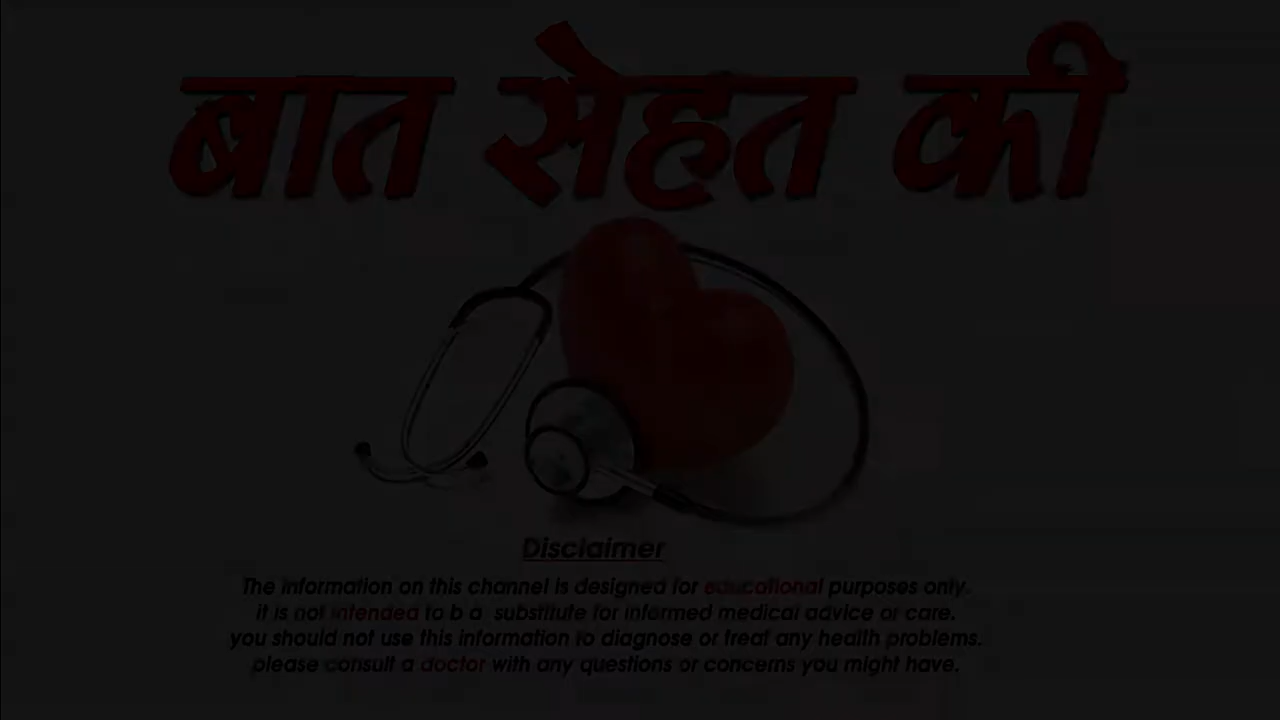 बात सेहत की
Disclaimer
The information on this channel is designed for educational purposes only.
it is not intended to b a substitute for informed medical advice or care.
you should not use this information to diagnose or treat any health problems.
please consult a doctor with any questions or concerns you might have.